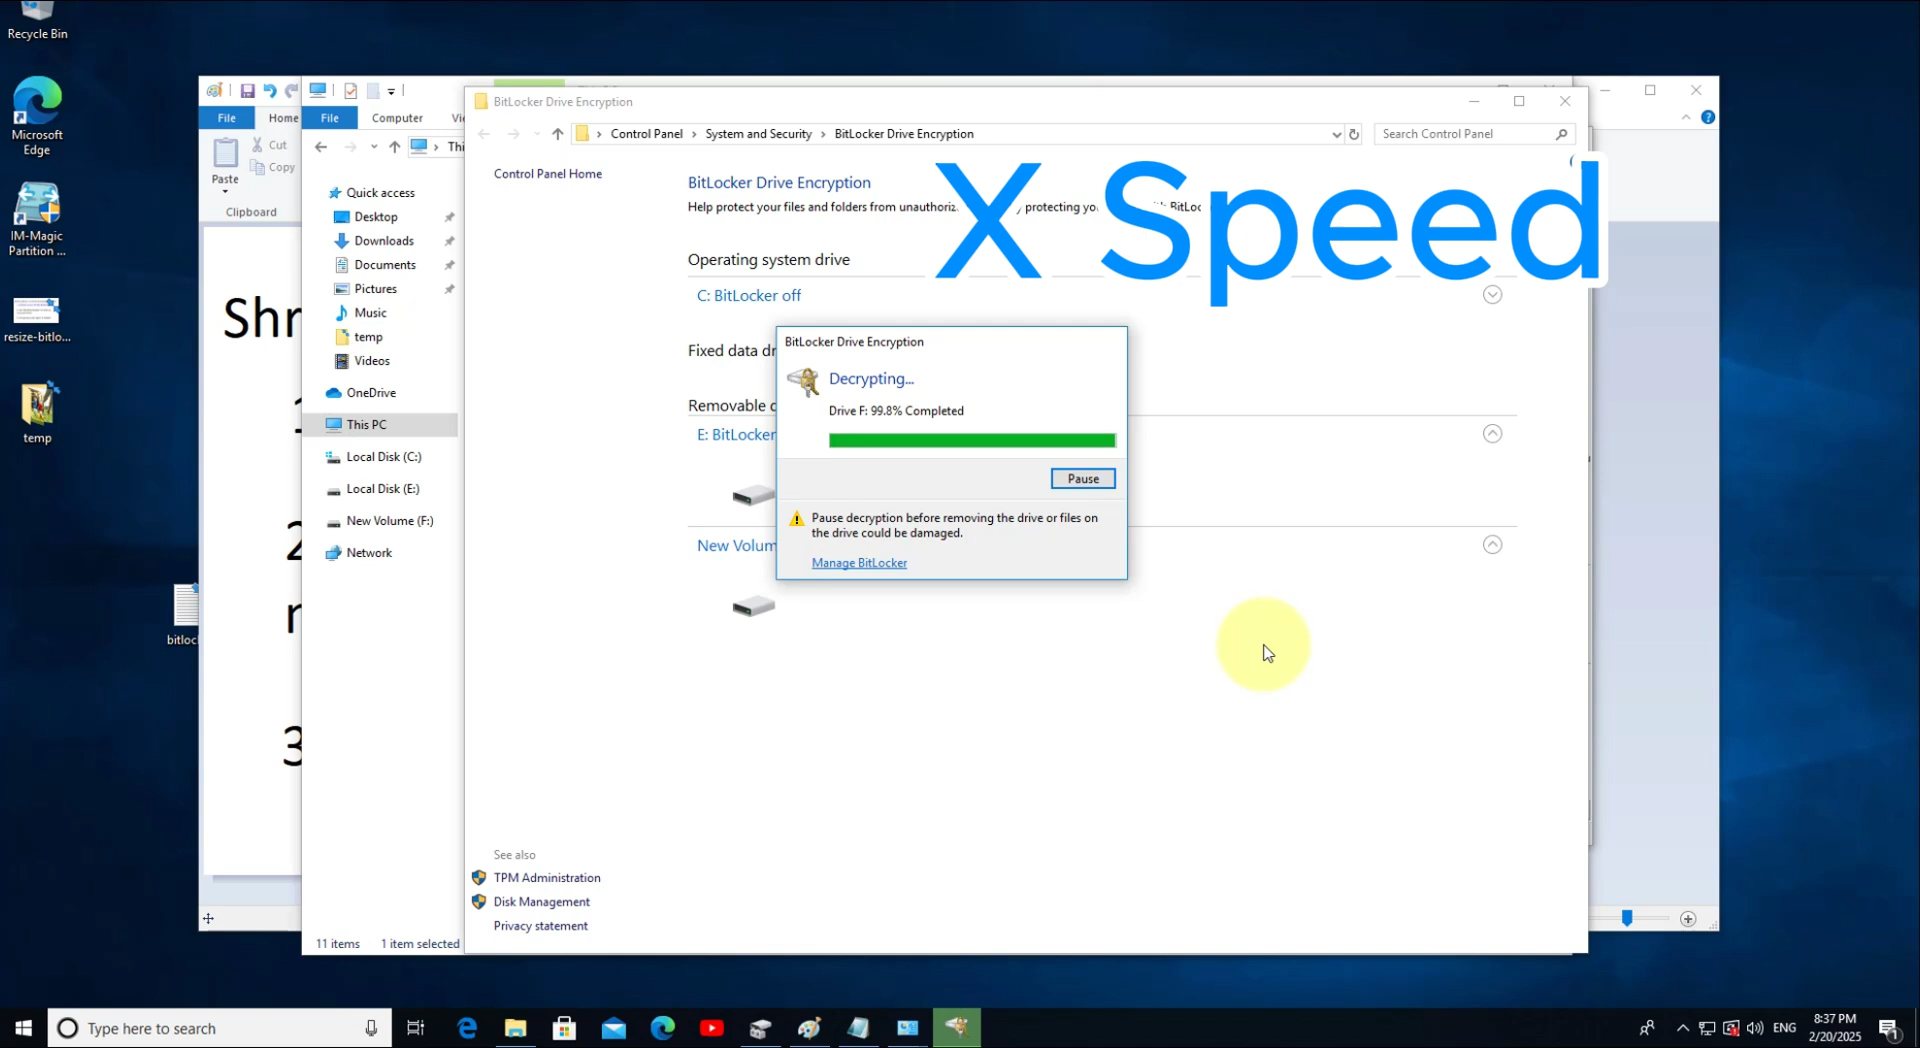 Recycle Bin
Microsoft
Edge
IM-Magic
Partition ...
resize-bitlo...
temp
bitloc
File
Home
Cut
Copy
Paste
Clipboard
Shr
1
2
r
3
File
Computer
Thi
Quick access
Desktop
Downloads
Documents
Pictures
Music
temp
Videos
OneDrive
This PC
Local Disk (C:)
Local Disk (E:)
New Volume (F:)
Network
11 items 1 item selected
BitLocker Drive Encryption
Control Panel › System and Security › BitLocker Drive Encryption
Search Control Panel
Control Panel Home
BitLocker Drive Encryption
Help protect your files and folders from
X Speed
Operating system drive
C: BitLocker off
Fixed data dr
Removable d
E: BitLocker
New Volum
BitLocker Drive Encryption
Decrypting...
Drive F: 99.8% Completed
Pause
Pause decryption before removing the drive or files on
the drive could be damaged.
Manage BitLocker
See also
TPM Administration
Disk Management
Privacy statement
Type here to search
ENG
8:37 PM
2/20/2025
1